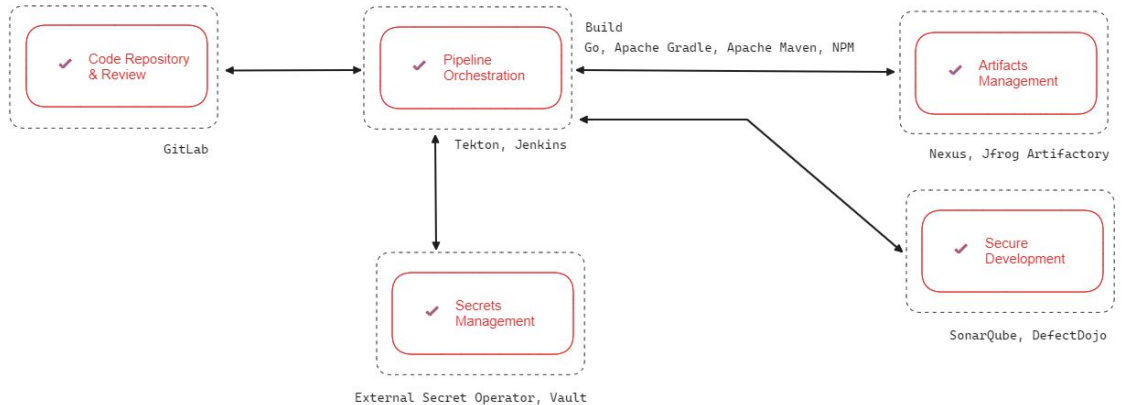 Code Repository
& Review
GitLab
Pipeline
Orchestration
Tekton, Jenkins
Build
Go, Apache Gradle, Apache Maven, NPM
Artifacts
Management
Nexus, Jfrog Artifactory
Secure
Development
SonarQube, DefectDojo
Secrets
Management
External Secret Operator, Vault